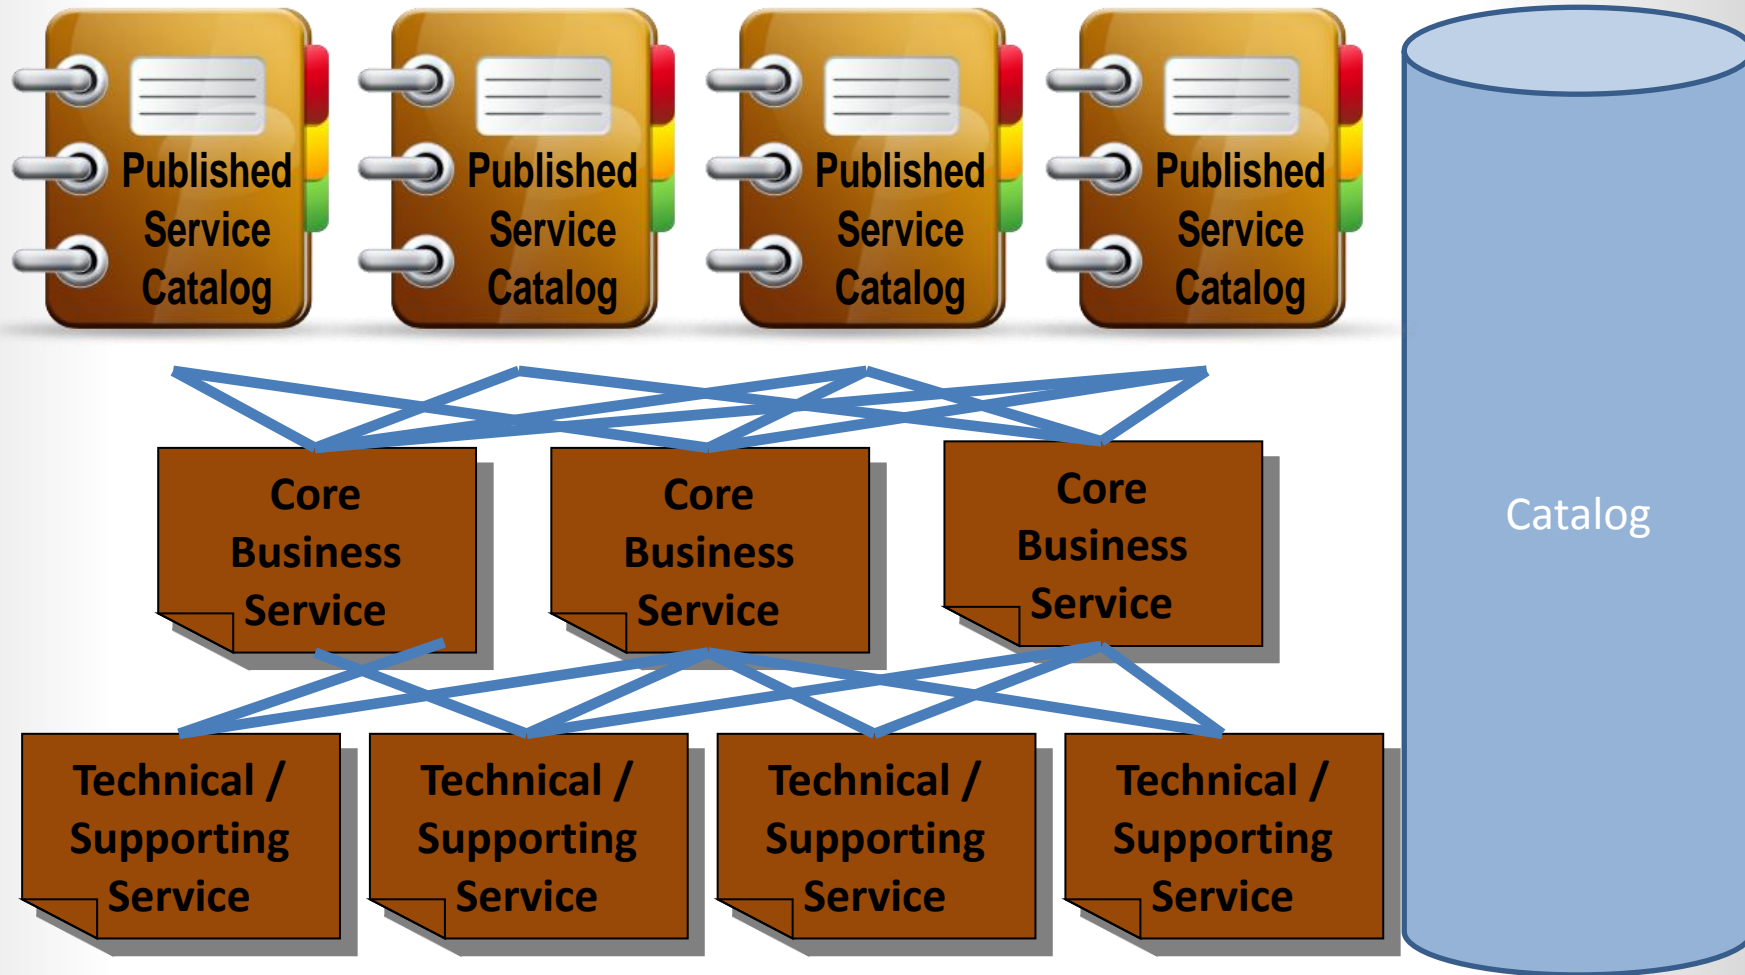 Published
Service
Catalog
Published
Service
Catalog
Published
Service
Catalog
Published
Service
Catalog
Core
Business
Service
Core
Business
Service
Core
Business
Service
Catalog
Technical /
Supporting
Service
Technical /
Supporting
Service
Technical /
Supporting
Service
Technical /
Supporting
Service